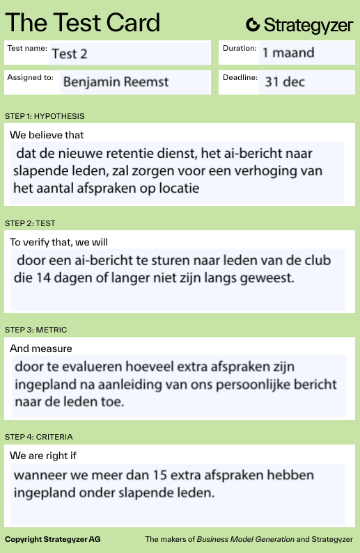 The Test Card
Strategyzer
Test name: Test 2
Duration: 1 maand
Assigned to: Benjamin Reemst
Deadline: 31 dec
STEP 1: HYPOTHESIS
We believe that
dat de nieuwe retentie dienst, het ai-bericht naar
slapende leden, zal zorgen voor een verhoging van
het aantal afspraken op locatie
STEP 2: TEST
To verify that, we will
door een ai-bericht te sturen naar leden van de club
die 14 dagen of langer niet zijn langs geweest.
STEP 3: METRIC
And measure
door te evalueren hoeveel extra afspraken zijn
ingepland na aanleiding van ons persoonlijke bericht
naar de leden toe.
STEP 4: CRITERIA
We are right if
wanneer we meer dan 15 extra afspraken hebben
ingepland onder slapende leden.
Copyright Strategyzer AG
The makers of Business Model Generation and Strategyzer